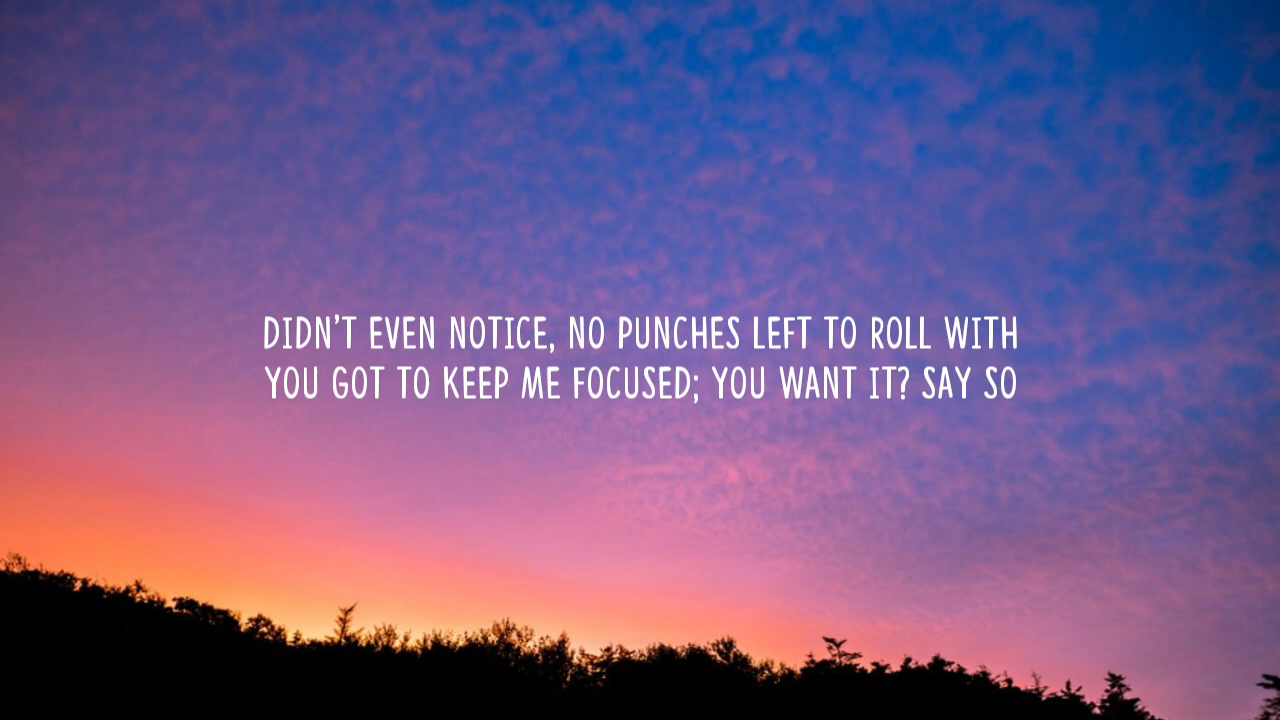 DIDN'T EVEN NOTICE, NO PUNCHES LEFT TO ROLL WITH
YOU GOT TO KEEP ME FOCUSED; YOU WANT IT? SAY SO